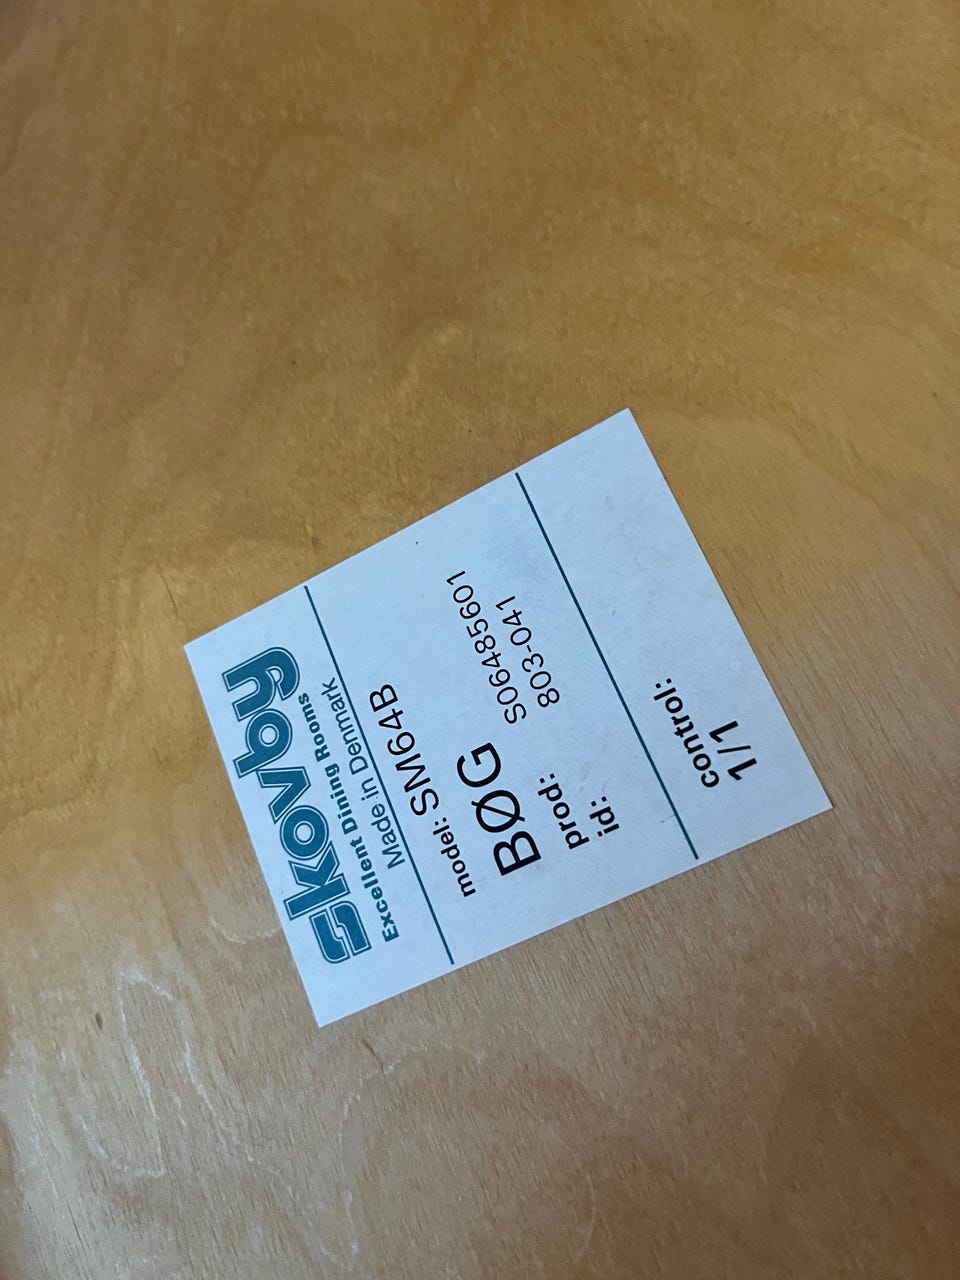 skovby
Excellent Dining Rooms
Made in Denmark
model: SM64B
BØG
prod: S06485601
id: 803-041
control:
1/1